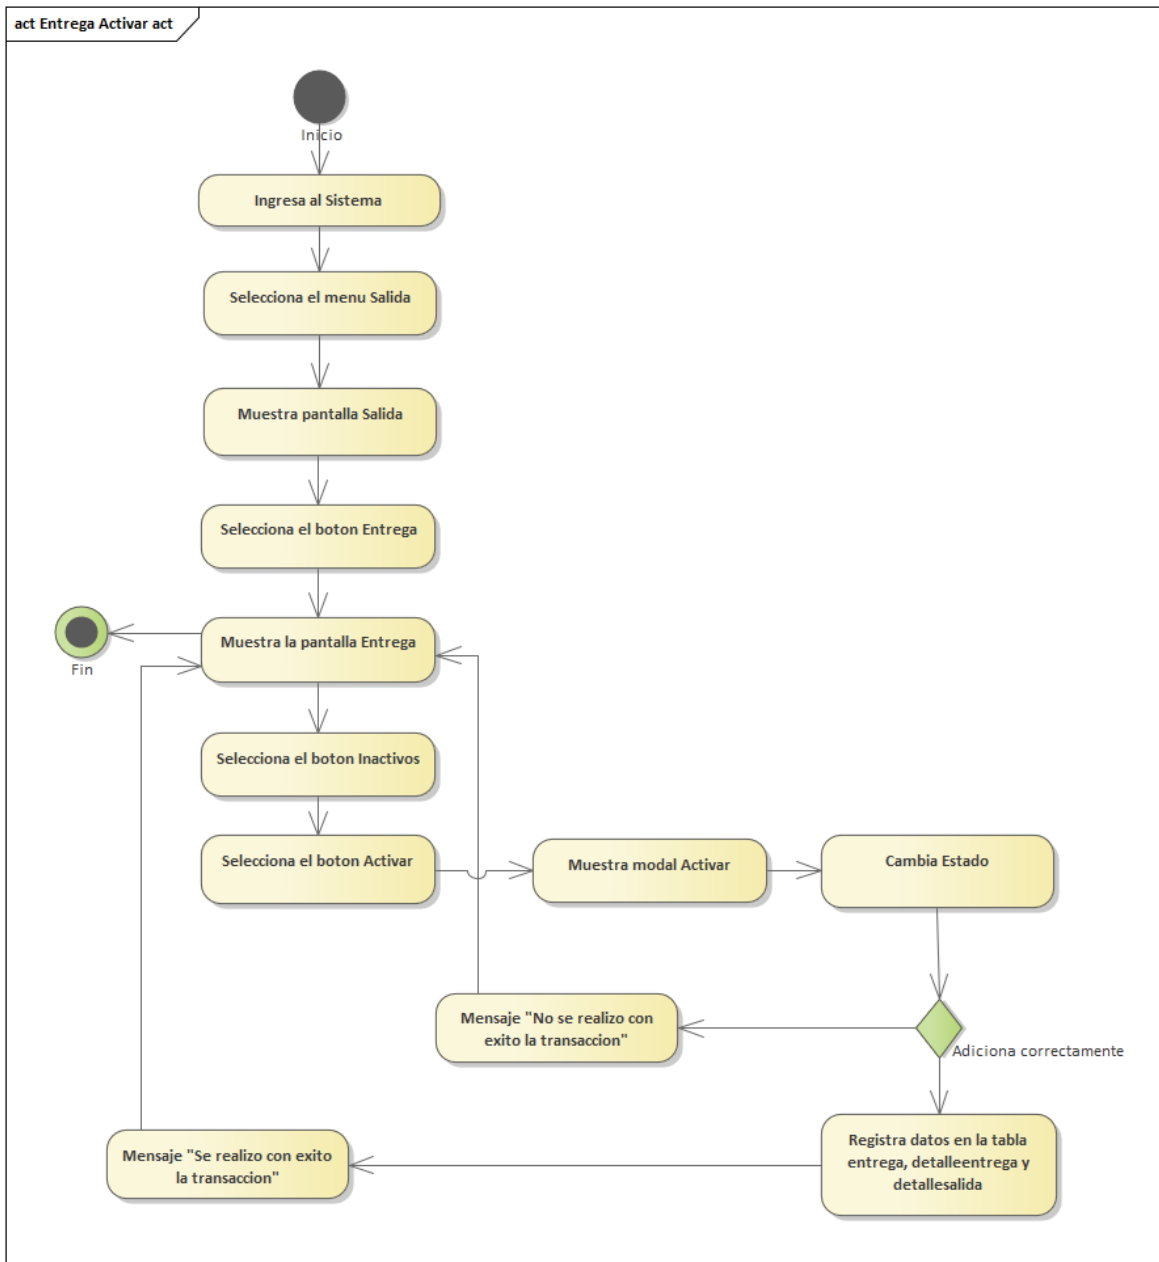 act Entrega Activar act
Inicio
Ingresa al Sistema
Selecciona el menu Salida
Muestra pantalla Salida
Selecciona el boton Entrega
Muestra la pantalla Entrega
Fin
Selecciona el boton Inactivos
Selecciona el boton Activar
Muestra modal Activar
Cambia Estado
Mensaje "No se realizo con
exito la transaccion"
Adiciona correctamente
Registra datos en la tabla
entrega, detalleentrega y
detallesalida
Mensaje "Se realizo con exito
la transaccion"